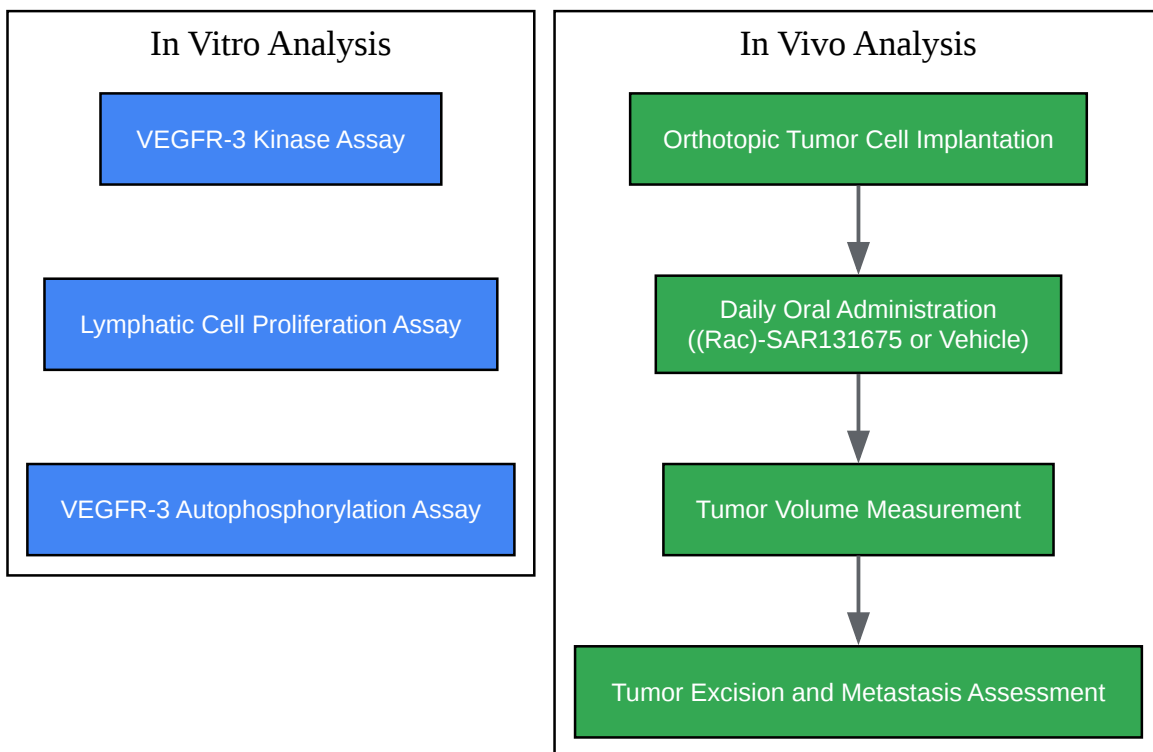 In Vitro Analysis
VEGFR-3 Kinase Assay
Lymphatic Cell Proliferation Assay
VEGFR-3 Autophosphorylation Assay
In Vivo Analysis
Orthotopic Tumor Cell Implantation
Daily Oral Administration
((Rac)-SAR131675 or Vehicle)
Tumor Volume Measurement
Tumor Excision and Metastasis Assessment